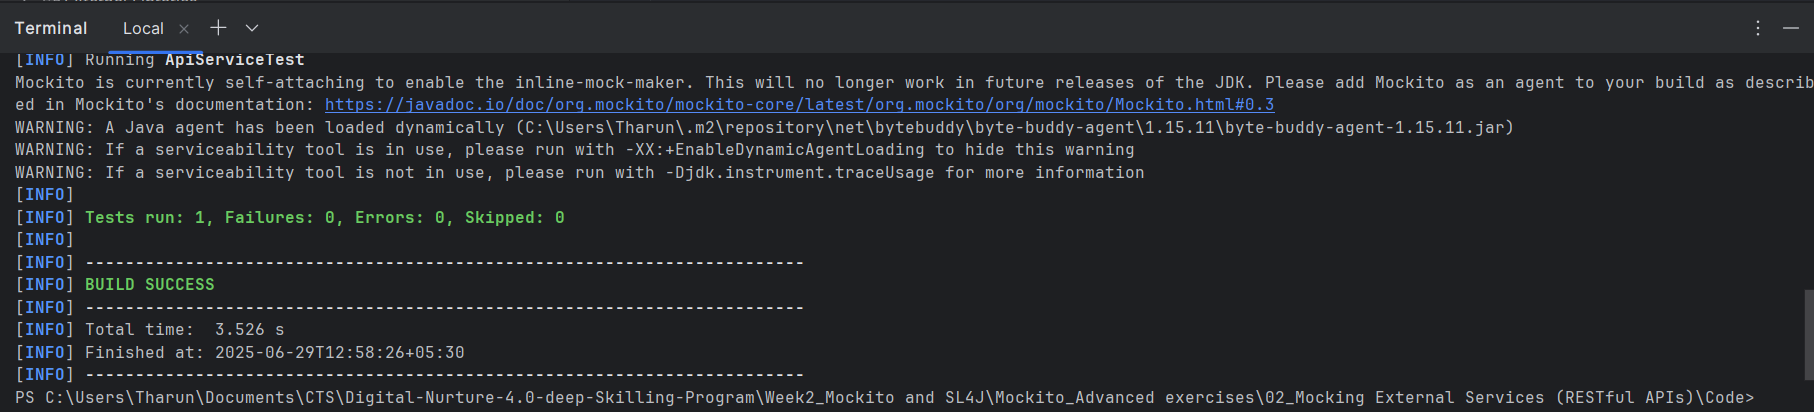 Terminal
Local
[INFO] Running ApiServiceTest
Mockito is currently self-attaching to enable the inline-mock-maker. This will no longer work in future releases of the JDK. Please add Mockito as an agent to your build as describ
ed in Mockito's documentation: https://javadoc.io/doc/org.mockito/mockito-core/latest/org.mockito/org/mockito/Mockito.html#0.3
WARNING: A Java agent has been loaded dynamically (C:\Users\Tharun\.m2\repository\net\bytebuddy\byte-buddy-agent\1.15.11\byte-buddy-agent-1.15.11.jar)
WARNING: If a serviceability tool is in use, please run with -XX:+EnableDynamicAgentLoading to hide this warning
WARNING: If a serviceability tool is not in use, please run with -Djdk.instrument.traceUsage for more information
[INFO]
[INFO] Tests run: 1, Failures: 0, Errors: 0, Skipped: 0
[INFO]
[INFO] ------------------------------------------------------------------------
[INFO] BUILD SUCCESS
[INFO] ------------------------------------------------------------------------
[INFO] Total time:  3.526 s
[INFO] Finished at: 2025-06-29T12:58:26+05:30
[INFO] ------------------------------------------------------------------------
PS C:\Users\Tharun\Documents\CTS\Digital-Nurture-4.0-deep-Skilling-Program\Week2_Mockito and SL4J\Mockito_Advanced exercises\02_Mocking External Services (RESTful APIs)\Code>